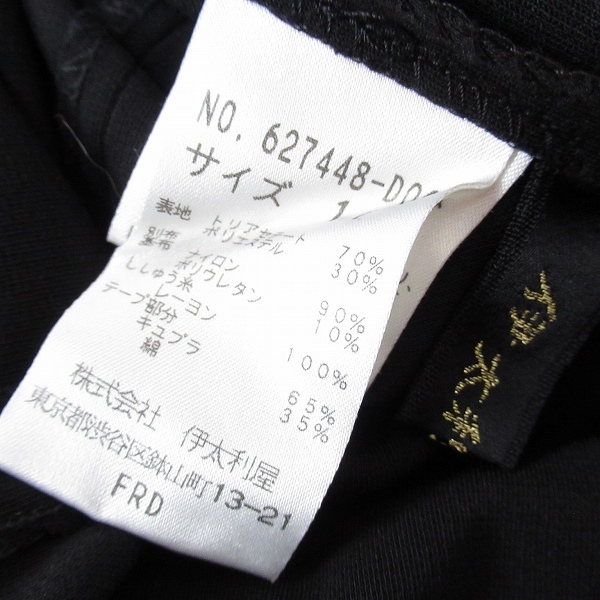 NO. 627448-D0
サイズ 1
表地 トリアセテート 70%
ポリエステル 30%
別布
ナイロン 90%
ポリウレタン 10%
ししゅう糸
レーヨン 100%
テープ部分
キュプラ 65%
綿 35%
株式会社 伊太利屋
東京都渋谷区鉢山町13-21
FRD